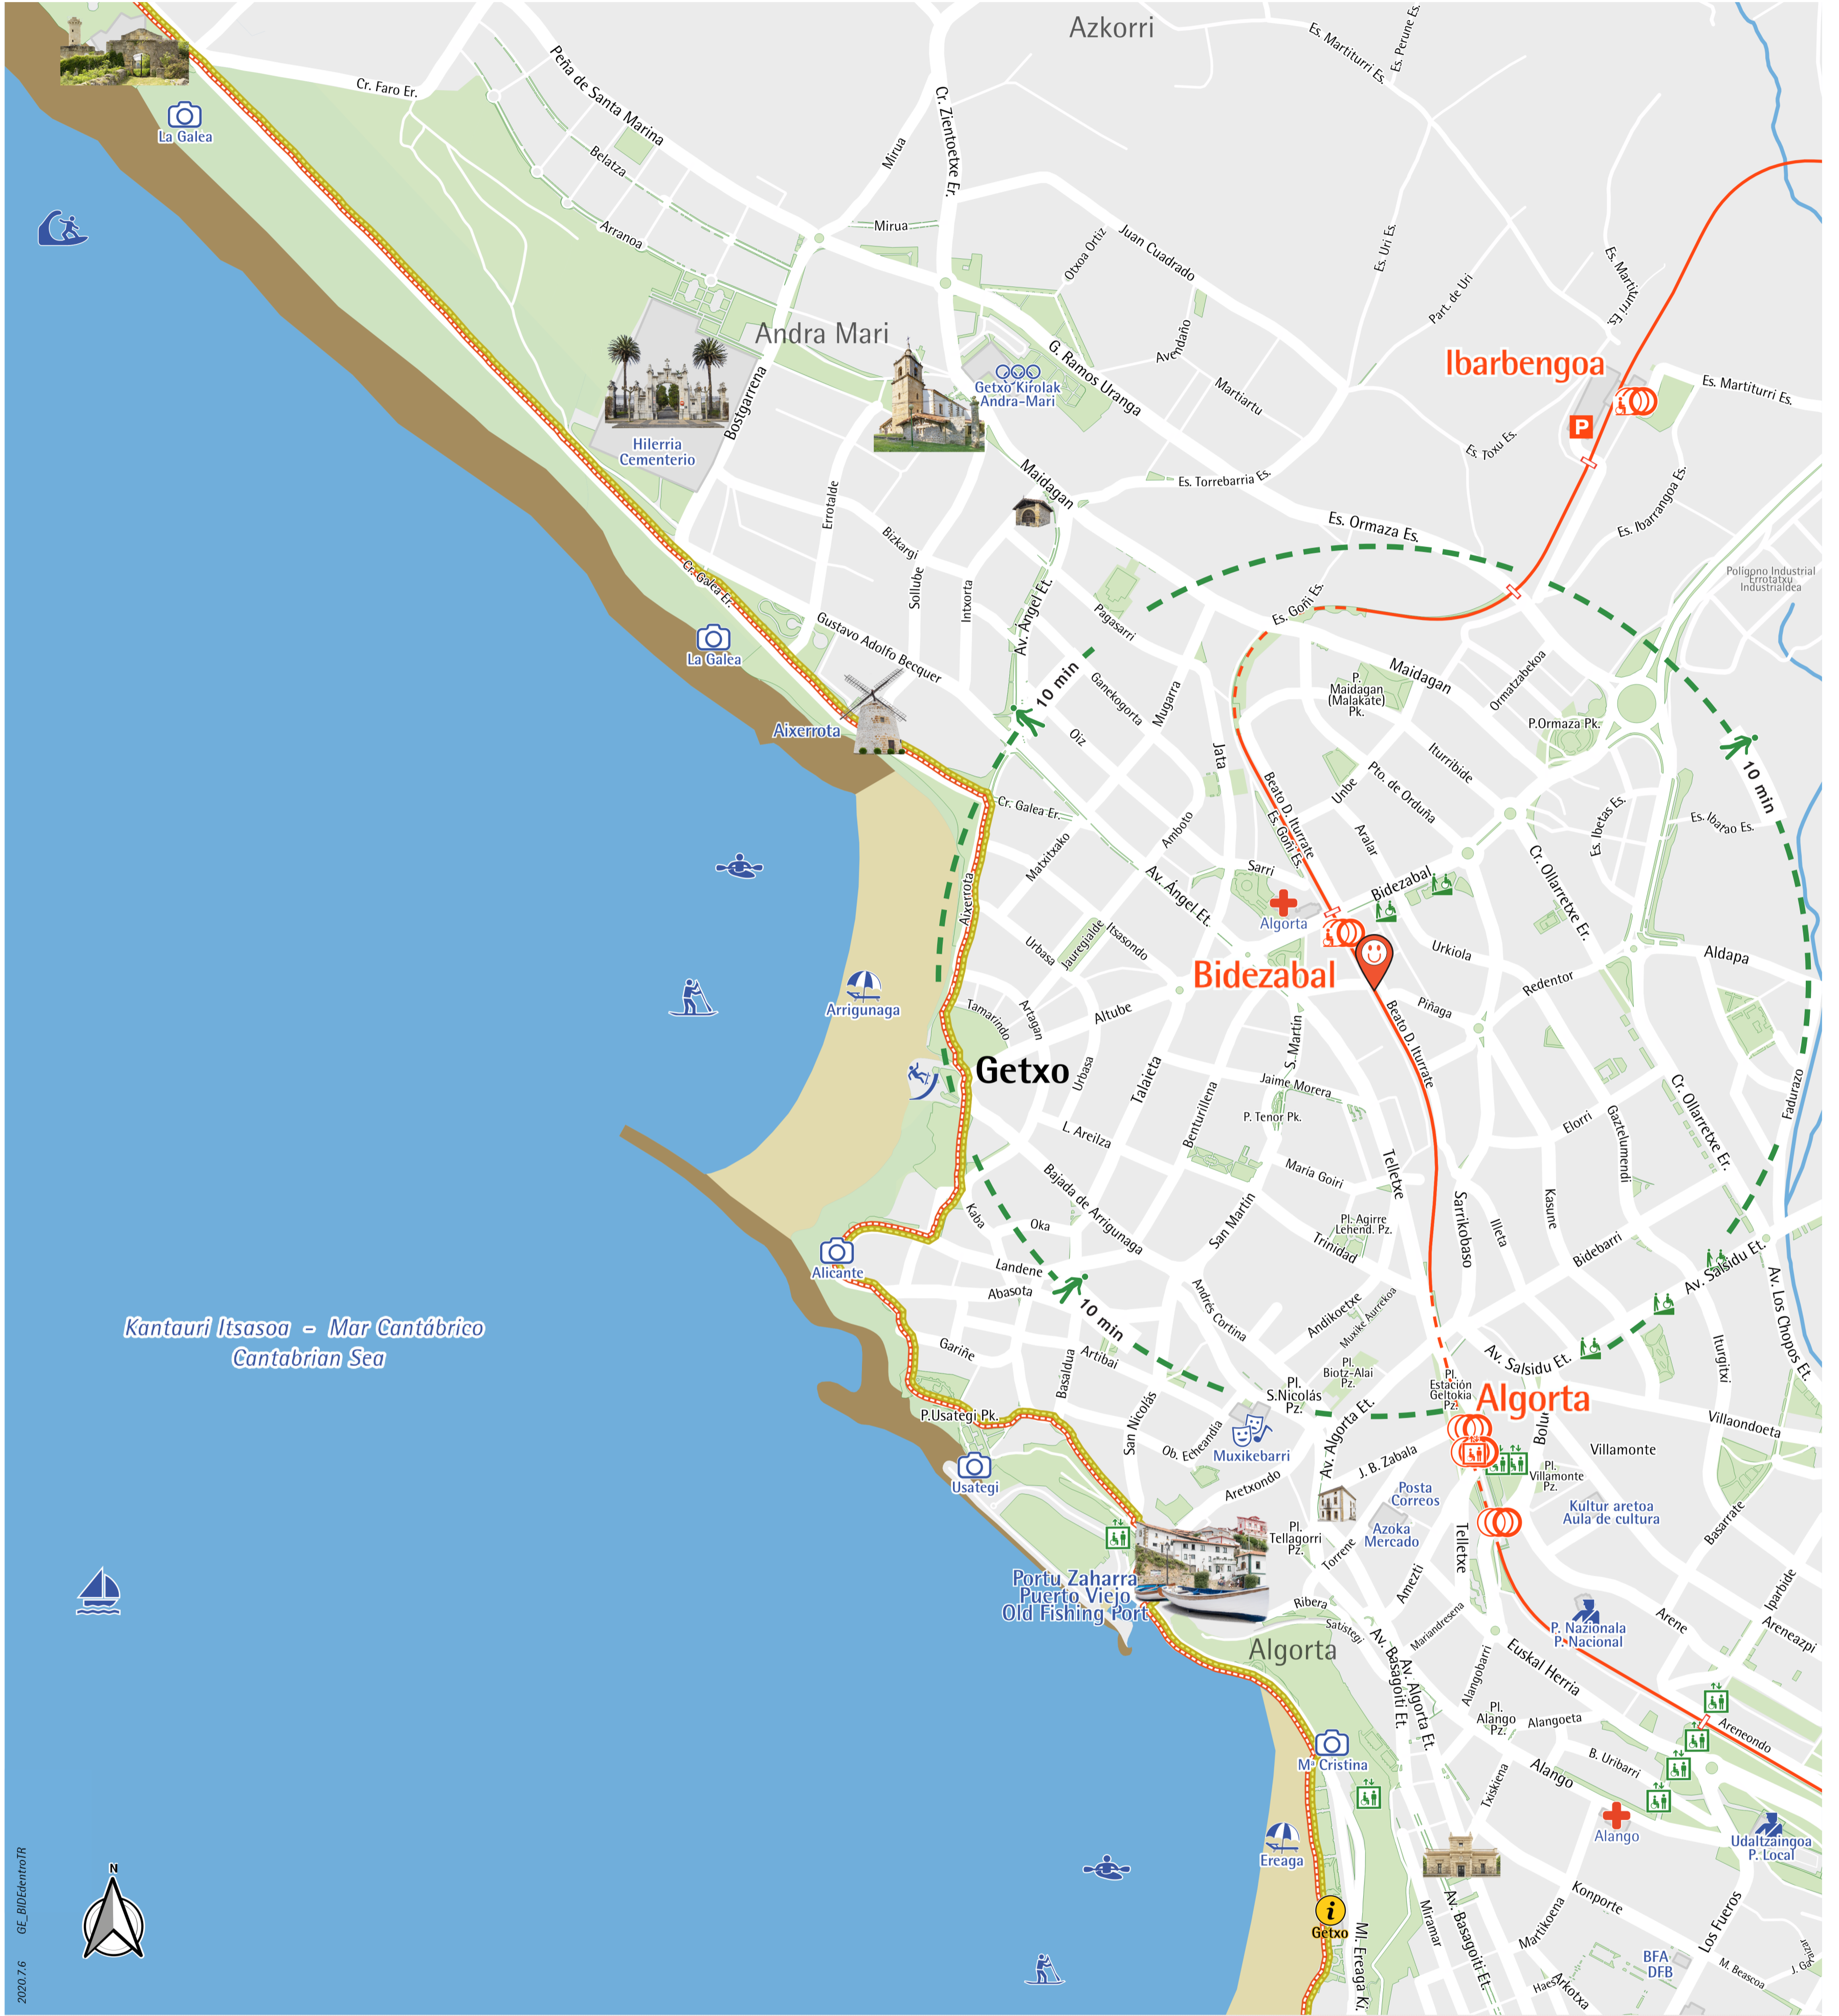 Azkorri
Es. Martiturri Es.
Es. Perune Es.
Peña de Santa Marina
Cr. Faro Er.
La Galea
Cr. Zientoetxe Er.
Mirua
Belatza
Arranoa
Mirua
Otxoa Ortiz
Juan Cuadrado
Es. Uri Es.
Part. de Uri
Es. Martiturri Es.
Andra Mari
Avendaño
G. Ramos Uranga
Getxo Kirolak
Andra-Mari
Martiartu
Ibarbengoa
P
Es. Martiturri Es.
Bostgarrena
Hilerria
Cementerio
Es. Toxu Es.
Maidagan
Es. Torrebarria Es.
Errotalde
Es. Ormaza Es.
Es. Ibarrangoa Es.
Bizkargi
Sollube
Intxorta
Cr. Galea Er.
Av. Ángel Et.
Pagasarri
Es. Goñi Es.
Polígono Industrial
Errotatxu
Industrialdea
Gustavo Adolfo Becquer
La Galea
10 min
Ganekogorta
Mugarra
Maidagan
P.
Maidagan
(Malakate)
Pk.
Ormatzabekoa
P.Ormaza Pk.
Aixerrota
Oiz
Jata
Iturribide
Pto. de Orduña
Unbe
10 min
Cr. Galea Er.
Beato D. Iturrate
Es. Goñi Es.
Amboto
Aralar
Es. Ibetas Es.
Es. Ibatao Es.
Matxitxako
Av. Ángel Et.
Sarri
Bidezabal
Cr. Ollarretxe Er.
Aixerrota
Algorta
Urbasa
Jauregialde
Itsasondo
Bidezabal
Urkiola
Aldapa
Redentor
Arrigunaga
Tamarindo
Artagan
Altube
Piñaga
Beato D. Iturrate
Getxo
Urbasa
Talaieta
S. Martín
Jaime Morera
P. Tenor Pk.
Benturillena
L. Areilza
Elorri
Gaztelumendi
Cr. Ollarretxe Er.
Fadurazo
Bajada de Arrigunaga
María Goiri
Telletxe
Kaba
Oka
San Martín
Pl. Agirre
Lehend. Pz.
Trinidad
Sarrikobaso
Illeta
Kasune
Bidebarri
Alicante
Landene
Abasota
10 min
Andrés Cortina
Andikoetxe
Muxike Aurrekoa
Av. Salsidu Et.
Av. Los Chopos Et.
Kantauri Itsasoa - Mar Cantábrico
Cantabrian Sea
Gariñe
Artibai
Basaldua
Pl.
Biotz-Alai
Pz.
Av. Salsidu Et.
Iturgitxi
Pl.
S.Nicolás
Pz.
Pl.
Estación
Geltokia
Pz.
Algorta
P.Usategi Pk.
San Nicolás
Ob. Echeandia
Muxikebarri
Av. Algorta Et.
J. B. Zabala
Villaondoeta
Villamonte
Pl.
Villamonte
Pz.
Usategi
Aretxondo
Posta
Correos
Kultur aretoa
Aula de cultura
Basarrate
Pl.
Tellagorri
Pz.
Azoka
Mercado
Torrene
Telletxe
Amezti
Portu Zaharra
Puerto Viejo
Old Fishing Port
Ribera
Satistegi
Mariandresena
P. Nazionala
P. Nacional
Arene
Iparbide
Areneazpi
Algorta
Av. Basagoiti Et.
Av. Algorta Et.
Alangobarri
Euskal Herria
Pl.
Alango
Pz.
Alangoeta
Areneondo
Mª Cristina
B. Uribarri
Alango
Txiskiena
Alango
Udaltzaingoa
P. Local
Ereaga
i
Getxo
Konporte
Martikoena
Los Fueros
Miramar
Av. Basagoiti Et.
Ml. Ereaga Ki.
BFA
DFB
M. Beascoa
Arkotxa
N
GE_BIDEdentroTR
2020.7.6